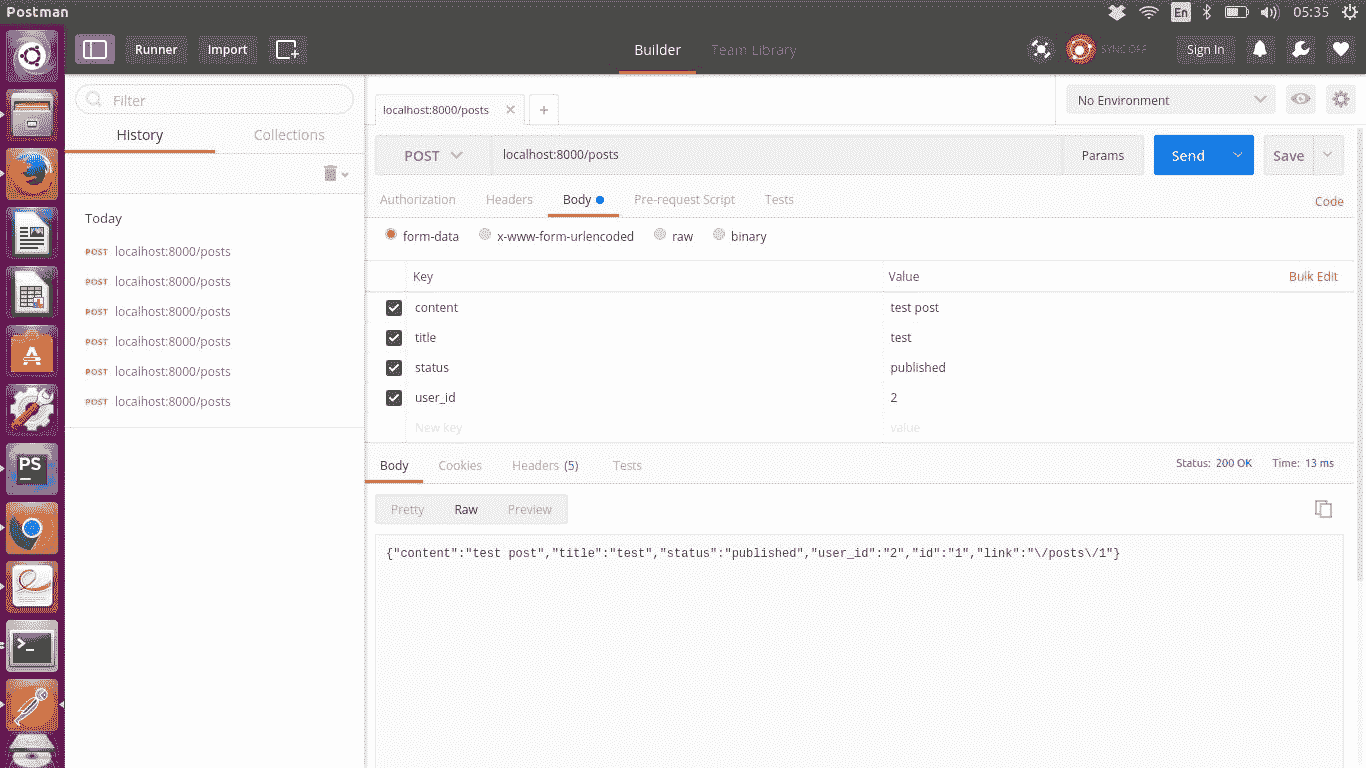 Postman
En
05:35
Runner
Import
Builder
Team Library
SYNC OFF
Sign In
Filter
History
Collections
Today
POST localhost:8000/posts
POST localhost:8000/posts
POST localhost:8000/posts
POST localhost:8000/posts
POST localhost:8000/posts
POST localhost:8000/posts
localhost:8000/posts
No Environment
POST
localhost:8000/posts
Params
Send
Save
Authorization
Headers
Body
Pre-request Script
Tests
Code
form-data
x-www-form-urlencoded
raw
binary
Key Value Bulk Edit
content test post
title test
status published
user_id 2
New key value
Body
Cookies
Headers (5)
Tests
Status: 200 OK
Time: 13 ms
Pretty
Raw
Preview
{"content":"test post","title":"test","status":"published","user_id":"2","id":"1","link":"\/posts\/1"}
PS